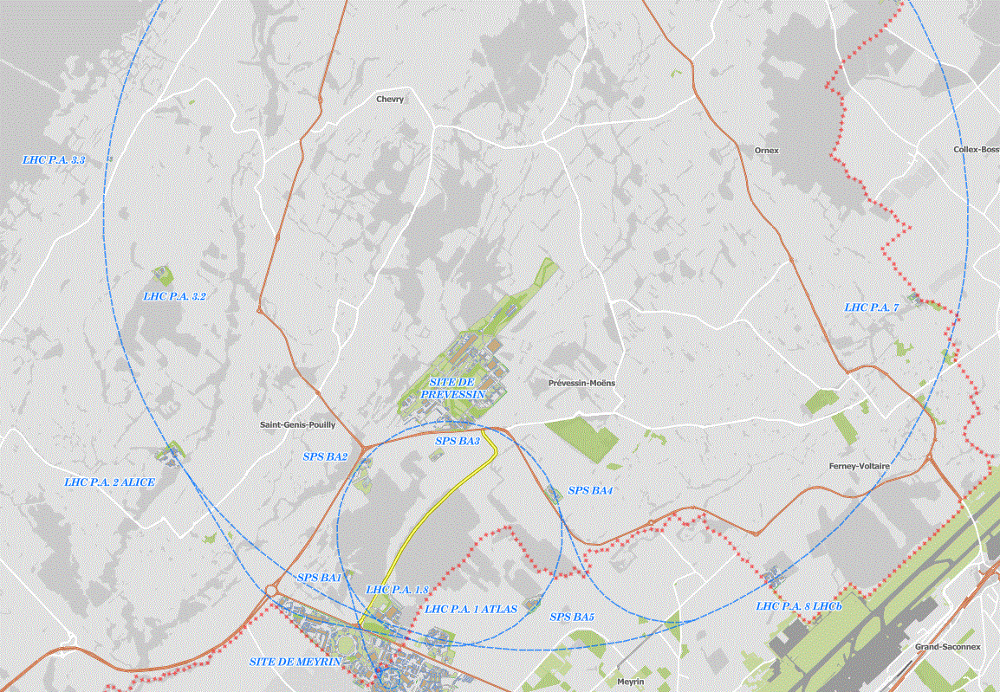 Chevry
Ornex
Collex-Boss
LHC P.A. 3.3
LHC P.A. 3.2
LHC P.A. 7
SITE DE
PREVESSIN
Prévessin-Moëns
Saint-Genis-Pouilly
SPS BA3
SPS BA2
Ferney-Voltaire
LHC P.A. 2 ALICE
SPS BA4
SPS BA1
LHC P.A. 1.8
LHC P.A. 1 ATLAS
LHC P.A. 8 LHCb
SPS BA5
Grand-Saconnex
SITE DE MEYRIN
Meyrin